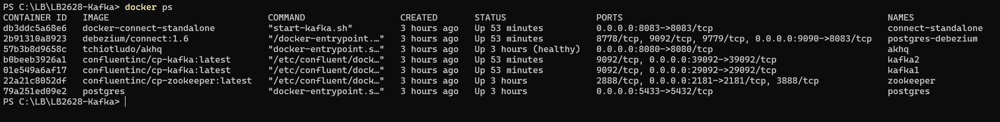 PS C:\LB\LB2628-Kafka> docker ps
CONTAINER ID   IMAGE                              COMMAND                  CREATED       STATUS                 PORTS                                                    NAMES
db3ddc5a68e6   docker-connect-standalone          "start-kafka.sh"         3 hours ago   Up 53 minutes          0.0.0.0:8083->8083/tcp                                   connect-standalone
2b91310a8923   debezium/connect:1.6               "/docker-entrypoint.…"   3 hours ago   Up 53 minutes          8778/tcp, 9092/tcp, 9779/tcp, 0.0.0.0:9090->8083/tcp   postgres-debezium
57b3b8d9658c   tchiotludo/akhq                    "docker-entrypoint.s…"   3 hours ago   Up 3 hours (healthy)   0.0.0.0:8080->8080/tcp                                   akhq
b0beeb3926a1   confluentinc/cp-kafka:latest       "/etc/confluent/dock…"   3 hours ago   Up 53 minutes          9092/tcp, 0.0.0.0:39092->39092/tcp                       kafka2
01e549a6af17   confluentinc/cp-kafka:latest       "/etc/confluent/dock…"   3 hours ago   Up 53 minutes          9092/tcp, 0.0.0.0:29092->29092/tcp                       kafka1
22a21c8052df   confluentinc/cp-zookeeper:latest   "/etc/confluent/dock…"   3 hours ago   Up 3 hours             2888/tcp, 0.0.0.0:2181->2181/tcp, 3888/tcp               zookeeper
79a251ed09e2   postgres                           "docker-entrypoint.s…"   3 hours ago   Up 3 hours             0.0.0.0:5433->5432/tcp                                   postgres
PS C:\LB\LB2628-Kafka>